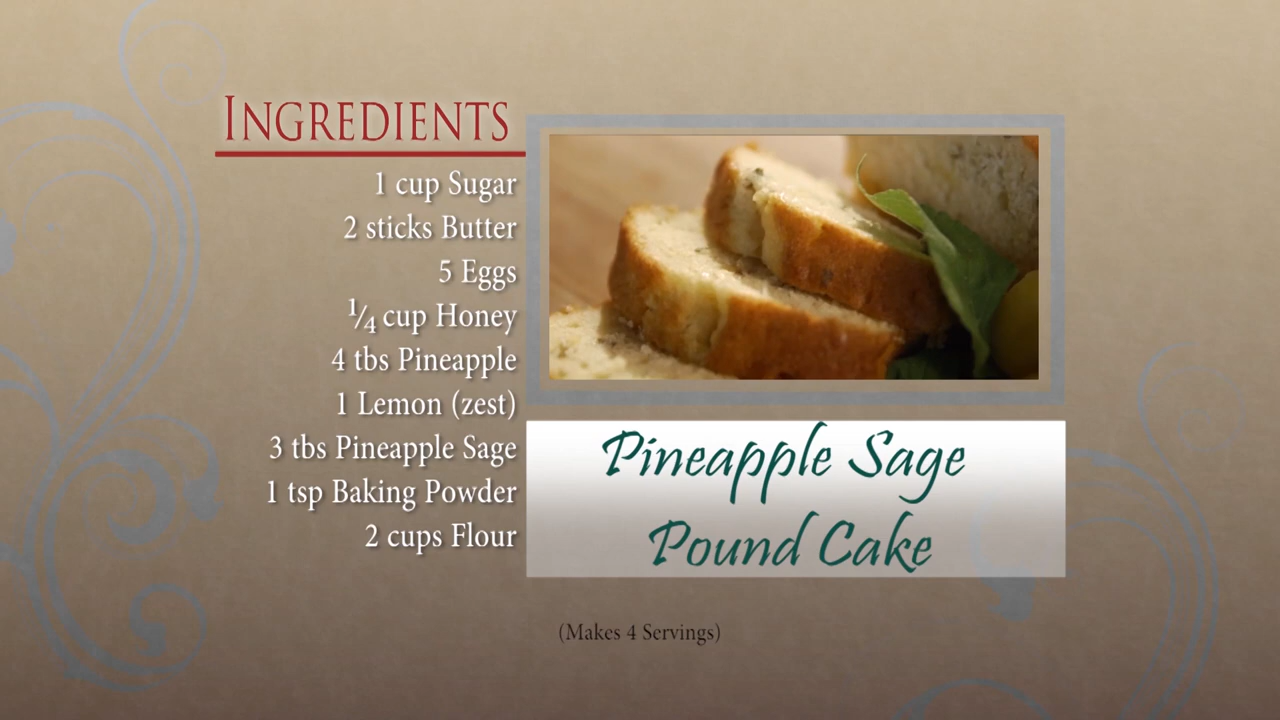 INGREDIENTS
1 cup Sugar
2 sticks Butter
5 Eggs
¼ cup Honey
4 tbs Pineapple
1 Lemon (zest)
3 tbs Pineapple Sage
1 tsp Baking Powder
2 cups Flour
Pineapple Sage
Pound Cake
(Makes 4 Servings)